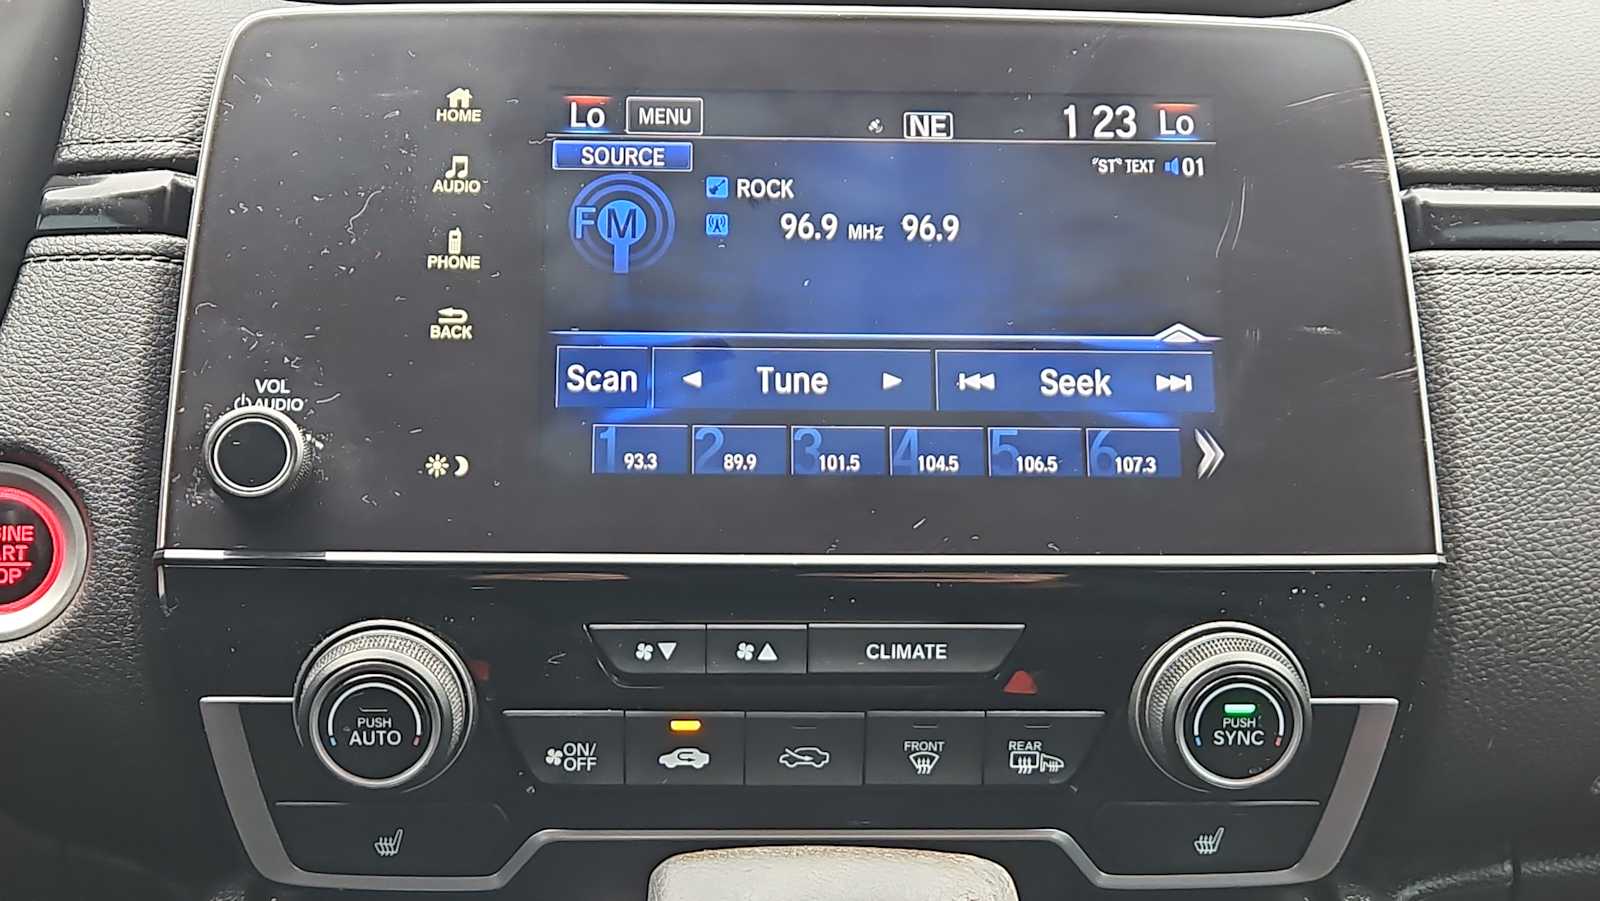 HOME
AUDIO
PHONE
BACK
VOL
AUDIO
Lo MENU NE 1 23 Lo
SOURCE
"ST" TEXT 01
FM
ROCK
96.9 MHz 96.9
Scan Tune Seek
1 93.3 2 89.9 3 101.5 4 104.5 5 106.5 6 107.3
CLIMATE
PUSH
AUTO
ON/
OFF
FRONT
REAR
PUSH
SYNC